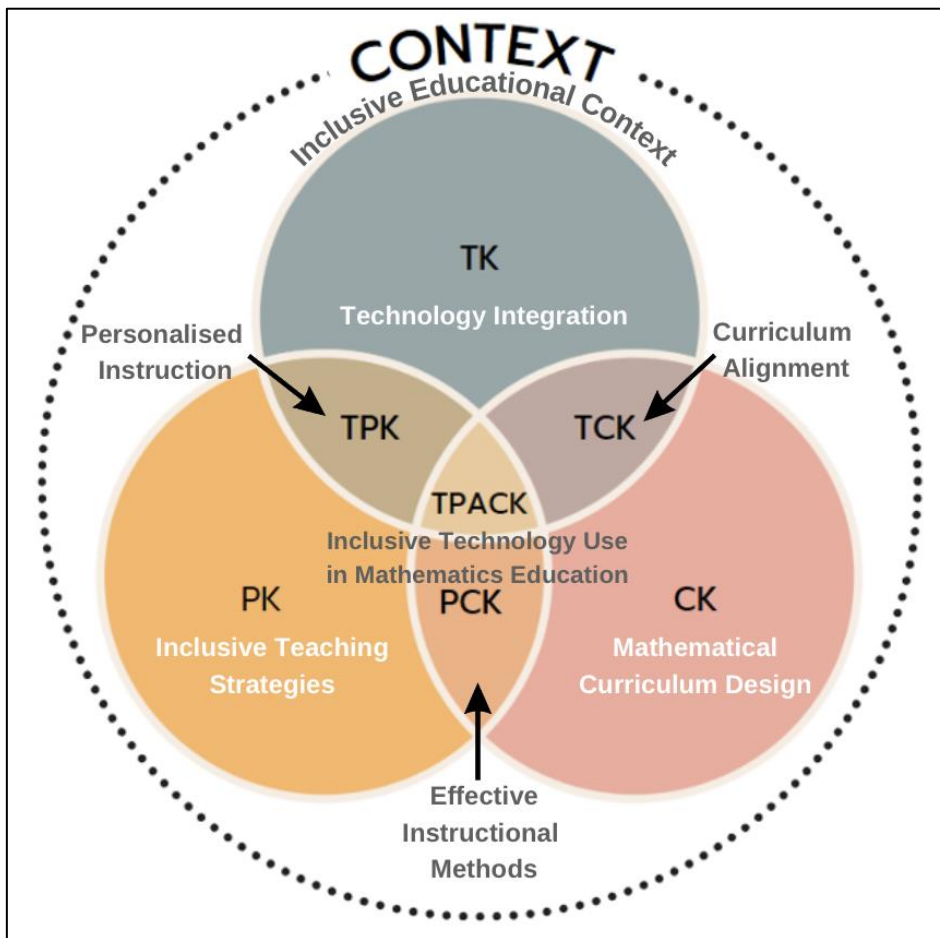 CONTEXT
Inclusive Educational Context
TK
Technology Integration
Personalised
Instruction
Curriculum
Alignment
TPK
TCK
TPACK
Inclusive Technology Use
in Mathematics Education
PK
PCK
CK
Inclusive Teaching
Strategies
Mathematical
Curriculum Design
Effective
Instructional
Methods